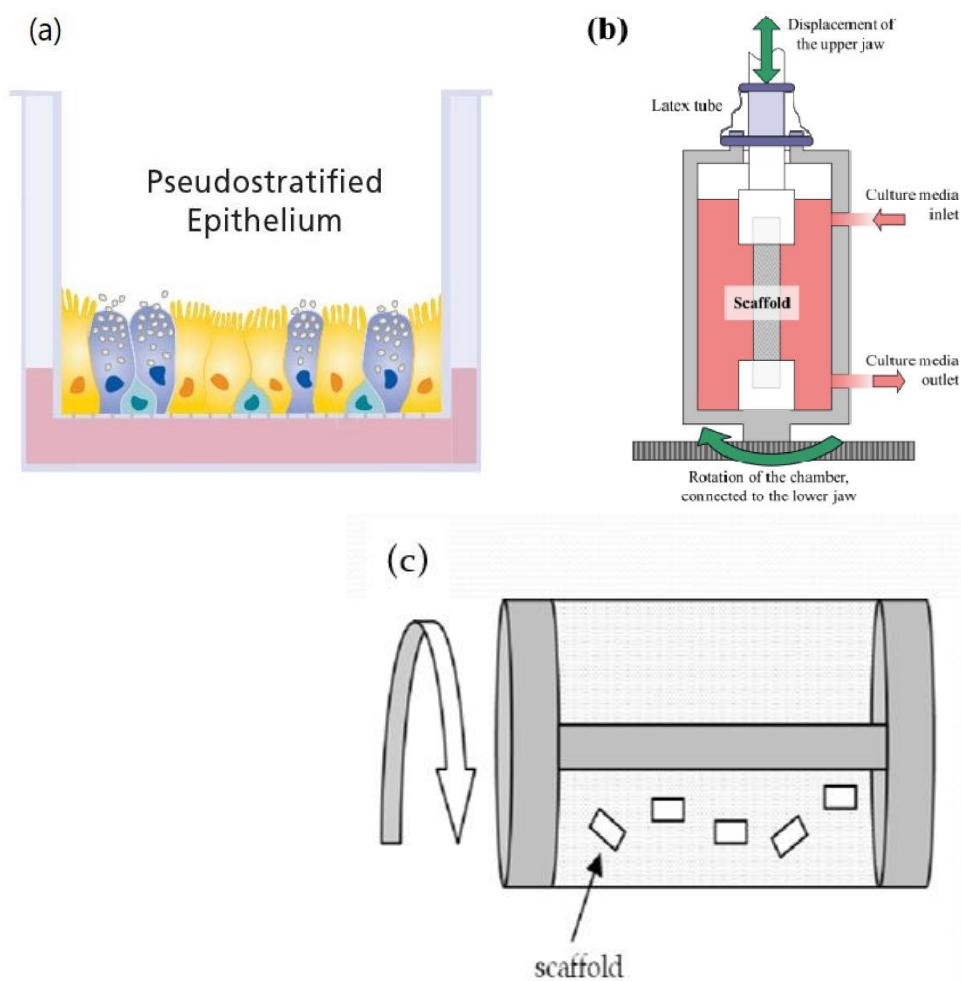 (a)
Pseudostratified
Epithelium
(b)
Displacement of
the upper jaw
Latex tube
Culture media
inlet
Scaffold
Culture media
outlet
Rotation of the chamber,
connected to the lower jaw
(c)
scaffold